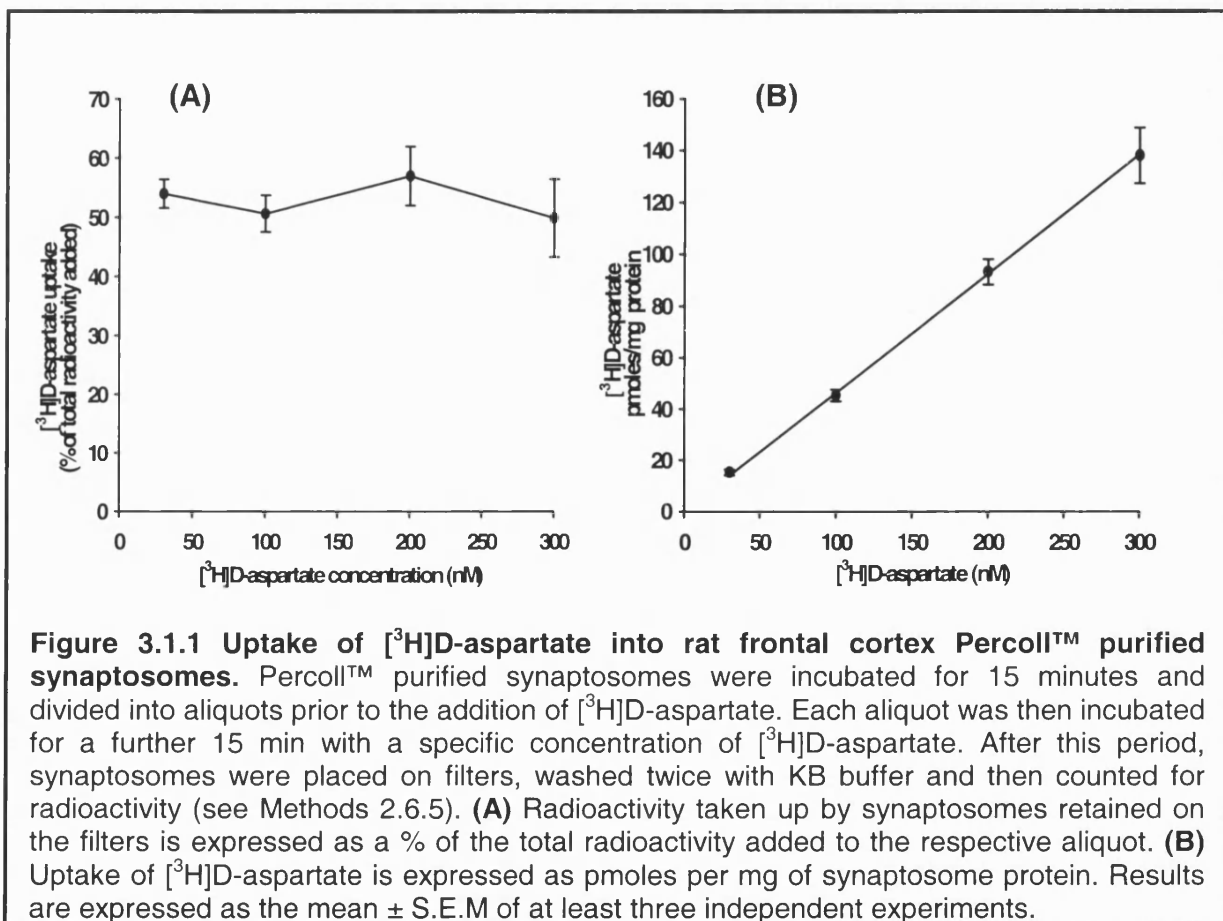 (A)
70
60
50
40
30
20
10
0
[³H]D-aspartate uptake
(% of total radioactivity added)
0 50 100 150 200 250 300
[³H]D-aspartate concentration (nM)
(B)
160
140
120
100
80
60
40
20
0
[³H]D-aspartate
pmoles/mg protein
0 50 100 150 200 250 300
[³H]D-aspartate (nM)
Figure 3.1.1 Uptake of [³H]D-aspartate into rat frontal cortex Percoll™ purified
synaptosomes. Percoll™ purified synaptosomes were incubated for 15 minutes and
divided into aliquots prior to the addition of [³H]D-aspartate. Each aliquot was then incubated
for a further 15 min with a specific concentration of [³H]D-aspartate. After this period,
synaptosomes were placed on filters, washed twice with KB buffer and then counted for
radioactivity (see Methods 2.6.5). (A) Radioactivity taken up by synaptosomes retained on
the filters is expressed as a % of the total radioactivity added to the respective aliquot. (B)
Uptake of [³H]D-aspartate is expressed as pmoles per mg of synaptosome protein. Results
are expressed as the mean ± S.E.M of at least three independent experiments.